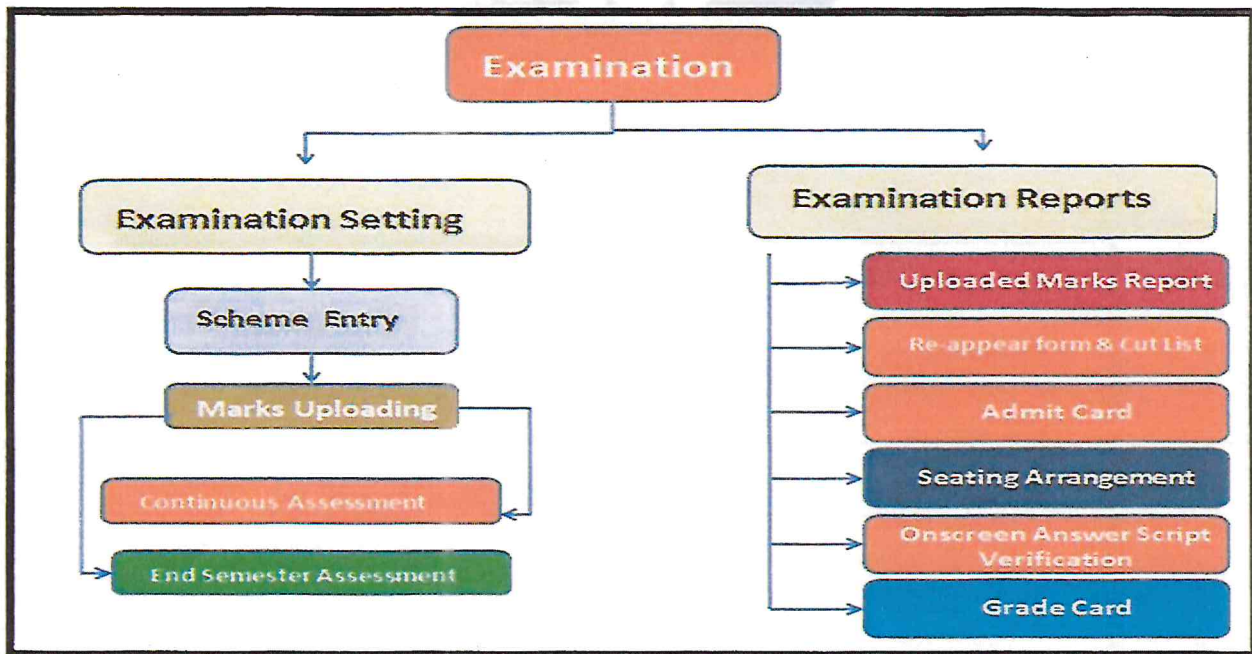 Examination
Examination Setting
Scheme Entry
Marks Uploading
Continuous Assessment
End Semester Assessment
Examination Reports
Uploaded Marks Report
Re-appear form & Cut List
Admit Card
Seating Arrangement
Onscreen Answer Script
Verification
Grade Card